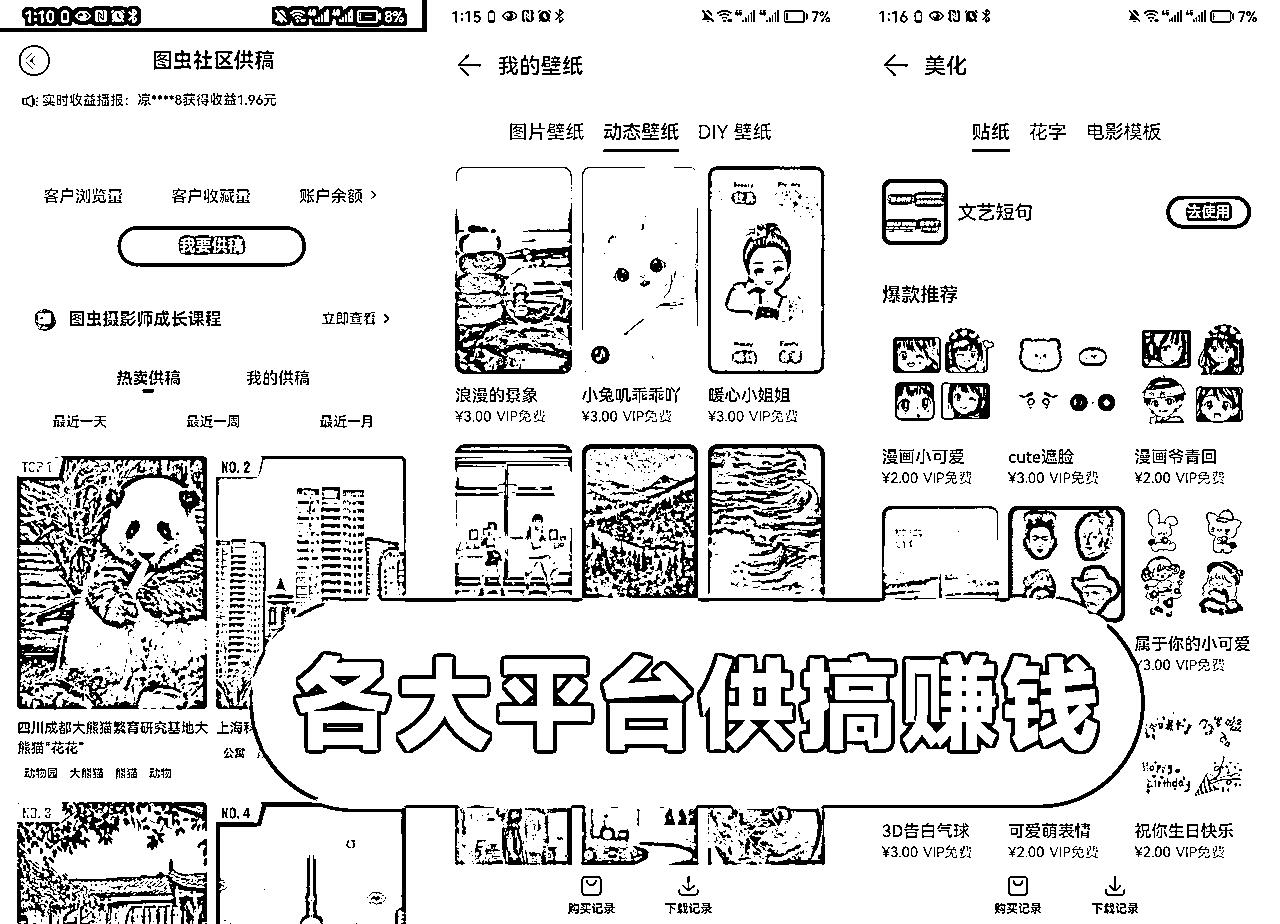 1:10
8%
图虫社区供稿
实时收益播报：凉****8获得收益1.96元
客户浏览量
客户收藏量
账户余额 >
我要供稿
图虫摄影师成长课程
立即查看 >
热卖供稿
我的供稿
最近一天
最近一周
最近一月
TOP 1
NO. 2
四川成都大熊猫繁育研究基地大
熊猫"花花"
动物园 大熊猫 熊猫 动物
上海
公寓
NO. 3
NO. 4
1:15
7%
我的壁纸
图片壁纸
动态壁纸
DIY 壁纸
浪漫的景象
¥3.00 VIP免费
小兔叽乖乖吖
¥3.00 VIP免费
暖心小姐姐
¥3.00 VIP免费
购买记录
下载记录
1:16
7%
美化
贴纸
花字
电影模板
文艺短句
去使用
爆款推荐
漫画小可爱
¥2.00 VIP免费
cute遮脸
¥3.00 VIP免费
漫画爷青回
¥2.00 VIP免费
属于你的小可爱
¥3.00 VIP免费
3D告白气球
¥3.00 VIP免费
可爱萌表情
¥2.00 VIP免费
祝你生日快乐
¥2.00 VIP免费
购买记录
下载记录
各大平台供搞赚钱